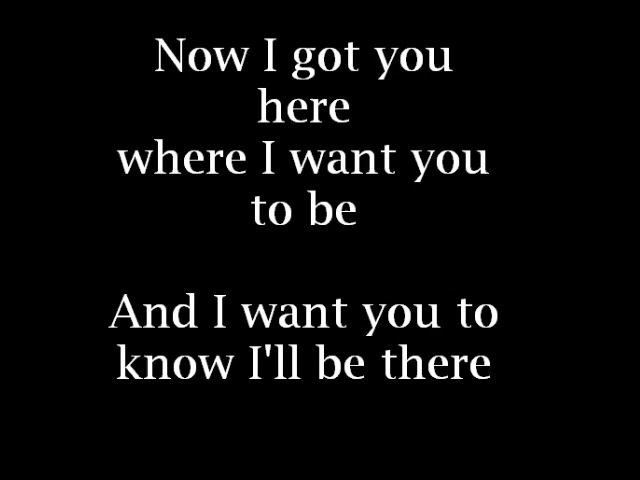 Now I got you
here
where I want you
to be
And I want you to
know I'll be there